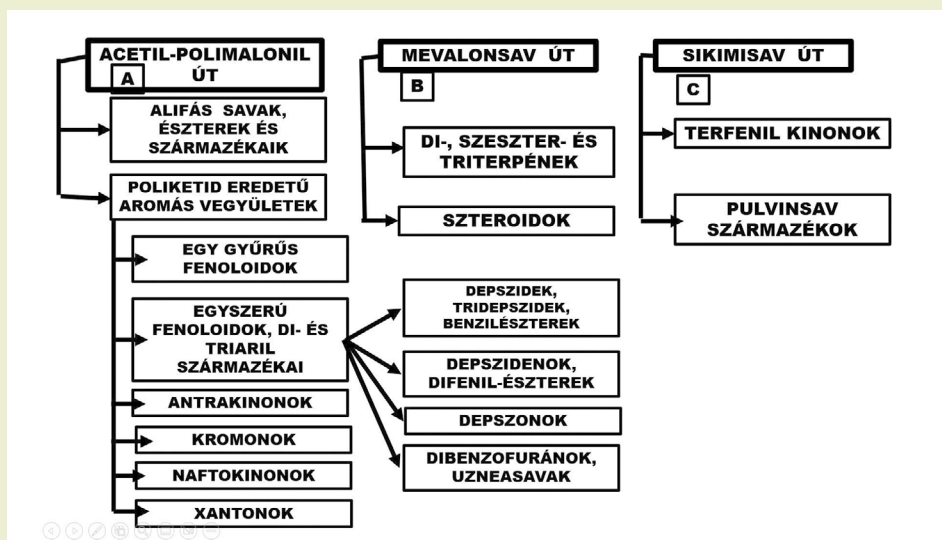 ACETIL-POLIMALONIL
ÚT
A
ALIFÁS SAVAK,
ÉSZTEREK ÉS
SZÁRMAZÉKAIK
POLIKETID EREDETŰ
AROMÁS VEGYÜLETEK
EGY GYŰRŰS
FENOLOIDOK
EGYSZERÚ
FENOLOIDOK, DI- ÉS
TRIARIL
SZÁRMAZÉKAI
ANTRAKINONOK
KROMONOK
NAFTOKINONOK
XANTONOK
MEVALONSAV ÚT
B
DI-, SZESZTER- ÉS
TRITERPÉNEK
SZTEROIDOK
DEPSZIDEK,
TRIDEPSZIDEK,
BENZILÉSZTEREK
DEPSZIDENOK,
DIFENIL-ÉSZTEREK
DEPSZONOK
DIBENZOFURÁNOK,
UZNEASAVAK
SIKIMISAV ÚT
C
TERFENIL KINONOK
PULVINSAV
SZÁRMAZÉKOK